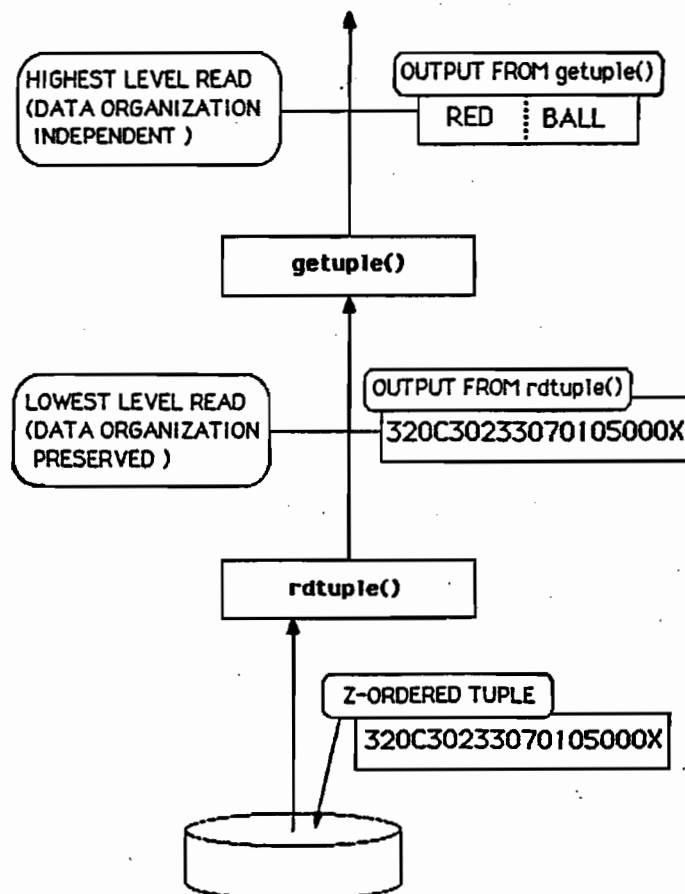 HIGHEST LEVEL READ
(DATA ORGANIZATION
INDEPENDENT )
OUTPUT FROM getuple()
RED BALL
getuple()
LOWEST LEVEL READ
(DATA ORGANIZATION
PRESERVED )
OUTPUT FROM rdtuple()
320C30233070105000X
rdtuple()
Z-ORDERED TUPLE
320C30233070105000X